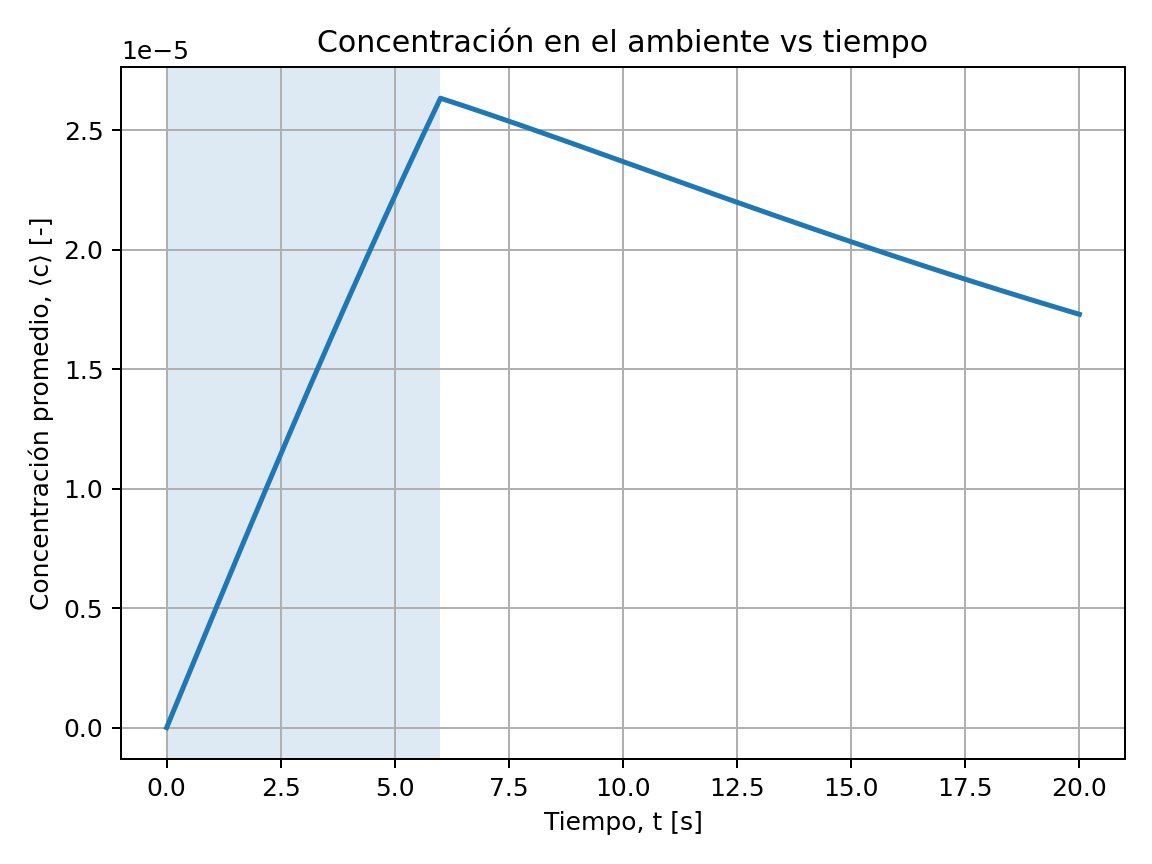 Concentración en el ambiente vs tiempo
1e−5
2.5
2.0
1.5
1.0
0.5
0.0
Concentración promedio, ⟨c⟩ [-]
0.0 2.5 5.0 7.5 10.0 12.5 15.0 17.5 20.0
Tiempo, t [s]